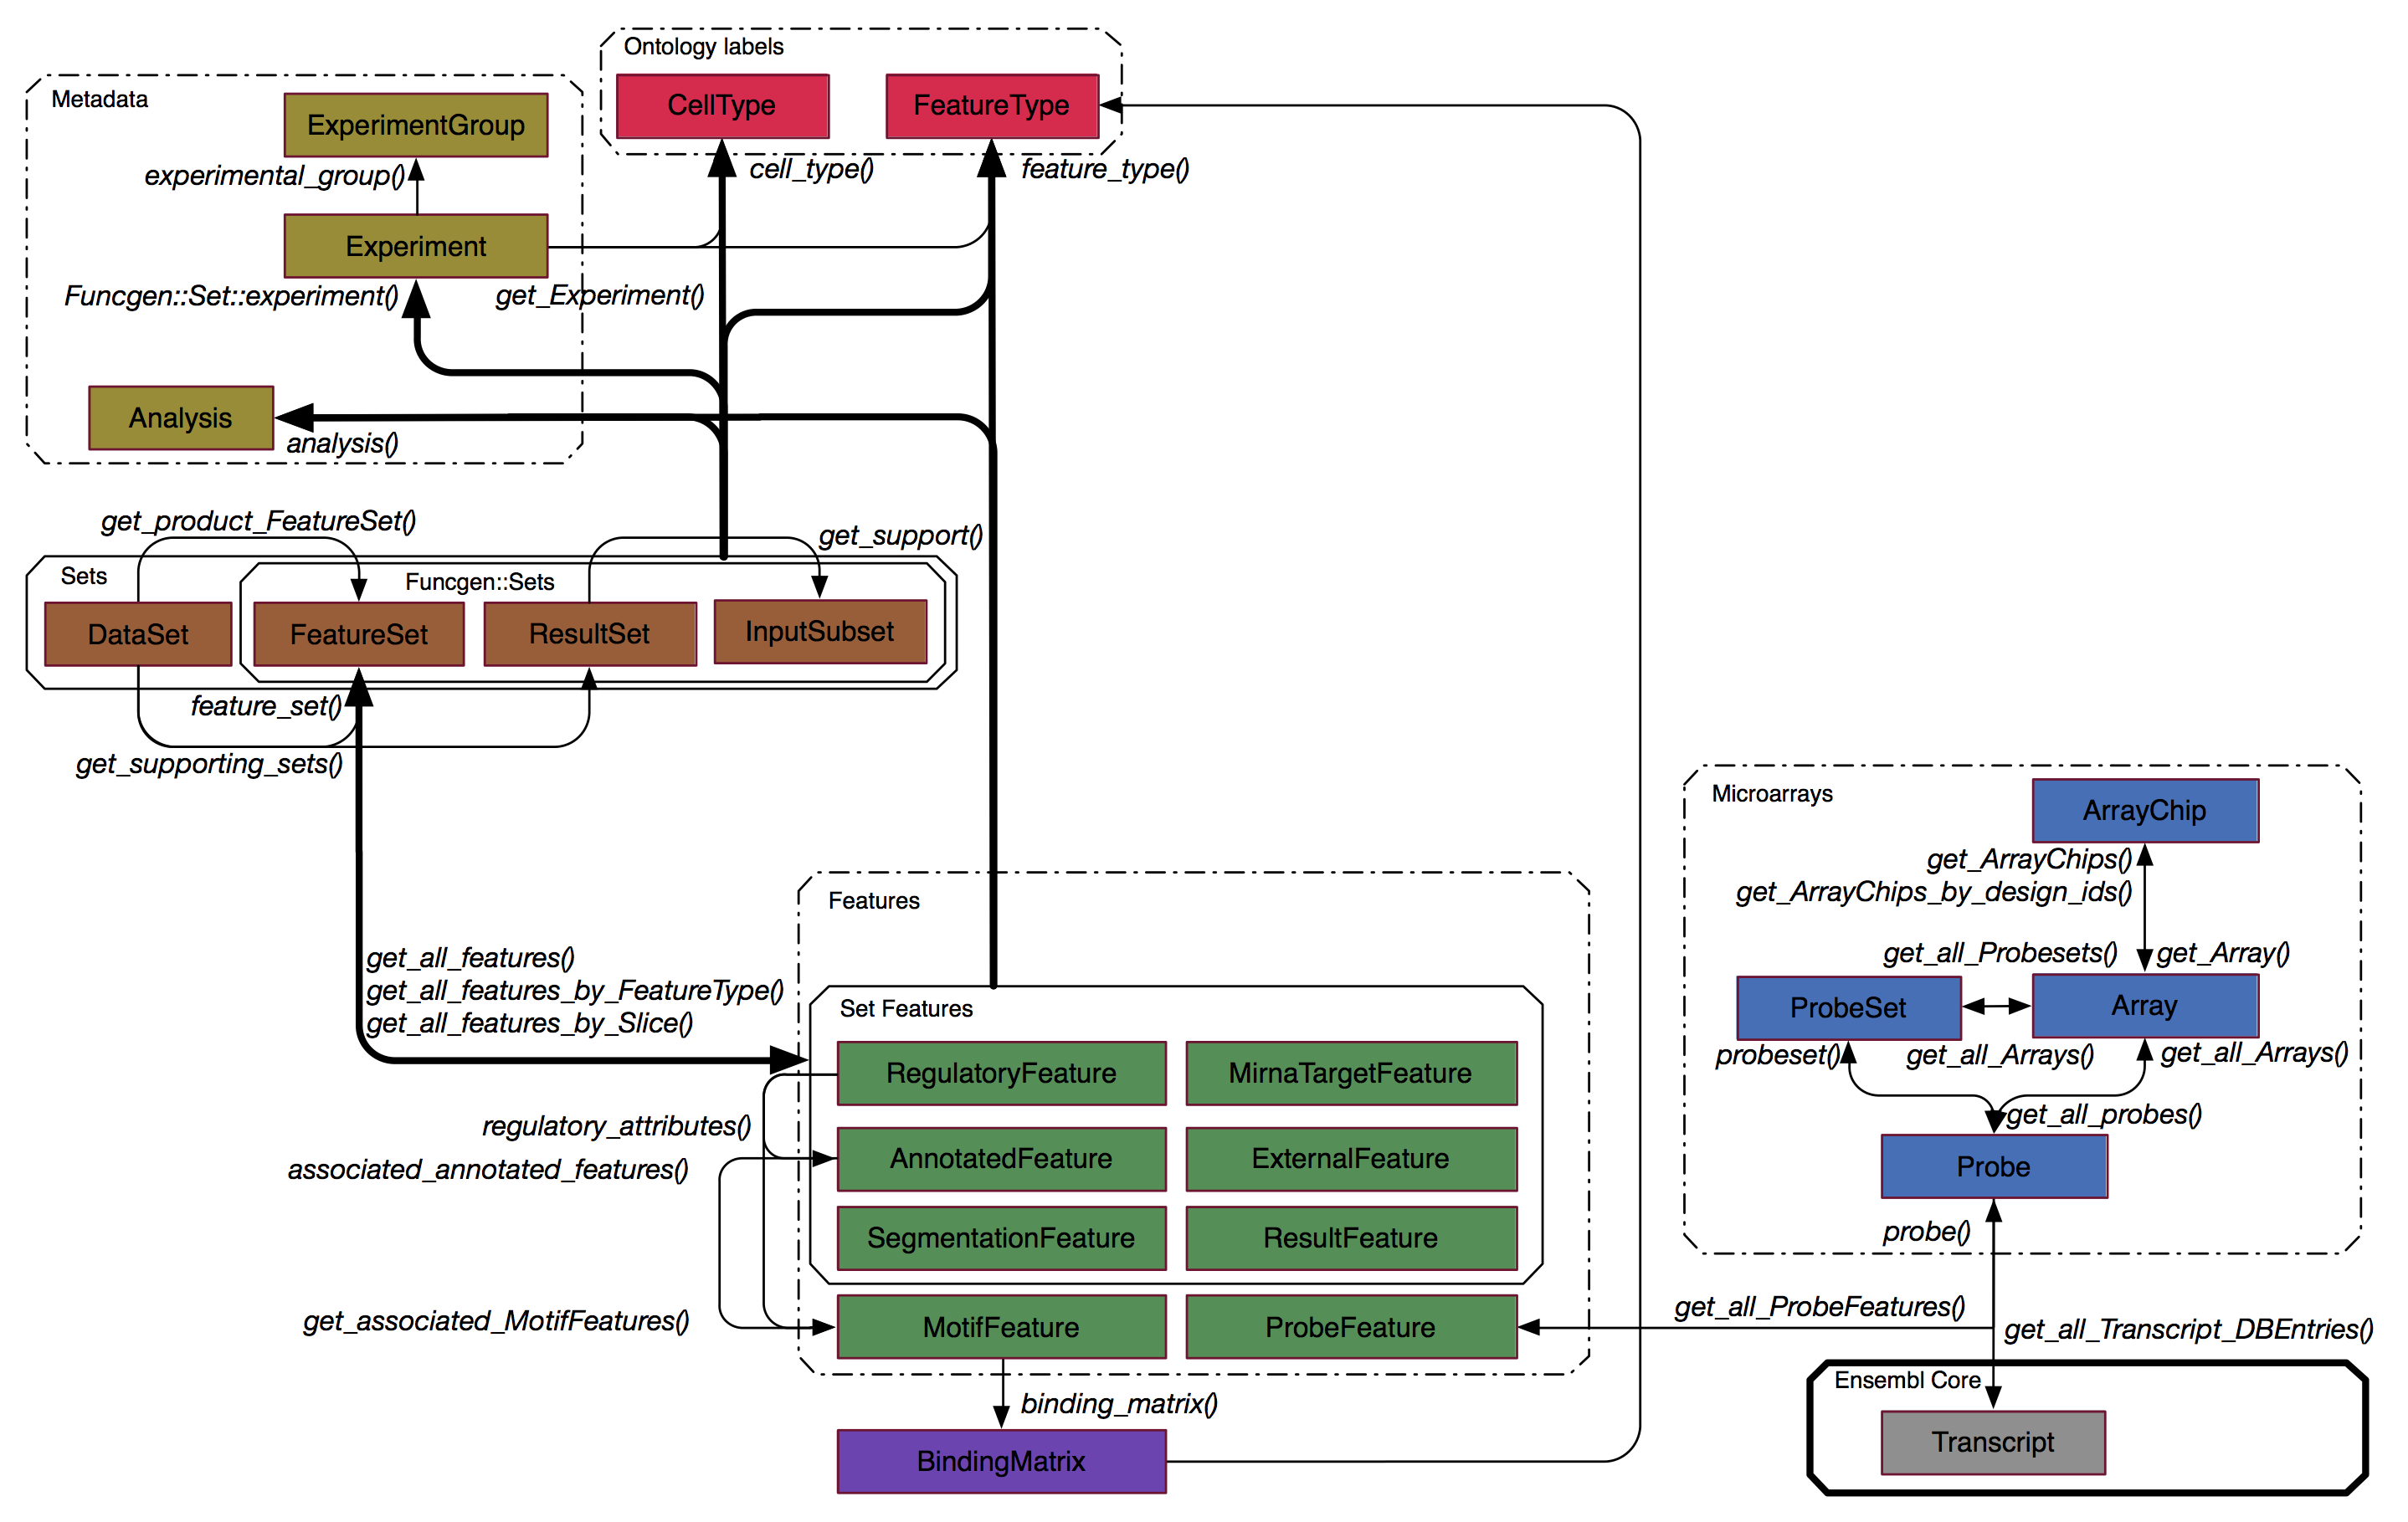 Ontology labels
CellType
FeatureType
cell_type()
feature_type()
Metadata
ExperimentGroup
experimental_group()
Experiment
Funcgen::Set::experiment()
get_Experiment()
Analysis
analysis()
get_product_FeatureSet()
get_support()
Sets
Funcgen::Sets
DataSet
FeatureSet
ResultSet
InputSubset
feature_set()
get_supporting_sets()
get_all_features()
get_all_features_by_FeatureType()
get_all_features_by_Slice()
Features
Set Features
RegulatoryFeature
MirnaTargetFeature
regulatory_attributes()
AnnotatedFeature
ExternalFeature
associated_annotated_features()
SegmentationFeature
ResultFeature
get_associated_MotifFeatures()
MotifFeature
ProbeFeature
binding_matrix()
BindingMatrix
Microarrays
ArrayChip
get_ArrayChips()
get_ArrayChips_by_design_ids()
get_all_Probesets()
get_Array()
ProbeSet
Array
probeset()
get_all_Arrays()
get_all_Arrays()
get_all_probes()
Probe
probe()
get_all_ProbeFeatures()
get_all_Transcript_DBEntries()
Ensembl Core
Transcript